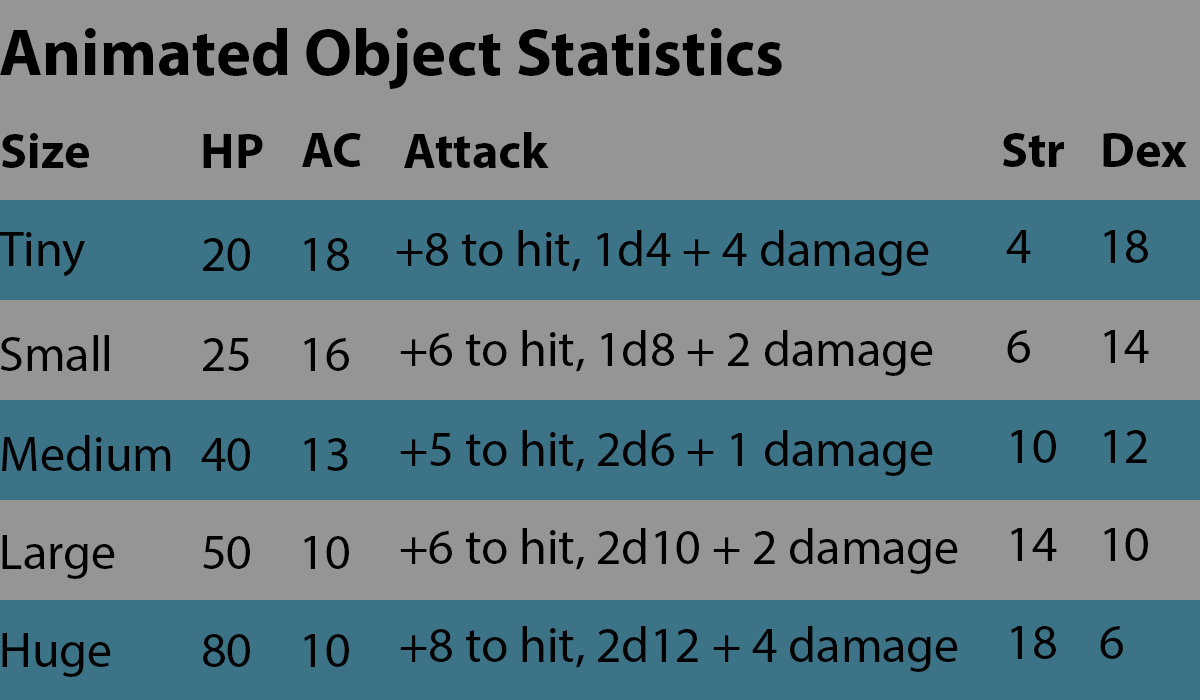 Animated Object Statistics
Size HP AC Attack Str Dex
Tiny 20 18 +8 to hit, 1d4 + 4 damage 4 18
Small 25 16 +6 to hit, 1d8 + 2 damage 6 14
Medium 40 13 +5 to hit, 2d6 + 1 damage 10 12
Large 50 10 +6 to hit, 2d10 + 2 damage 14 10
Huge 80 10 +8 to hit, 2d12 + 4 damage 18 6